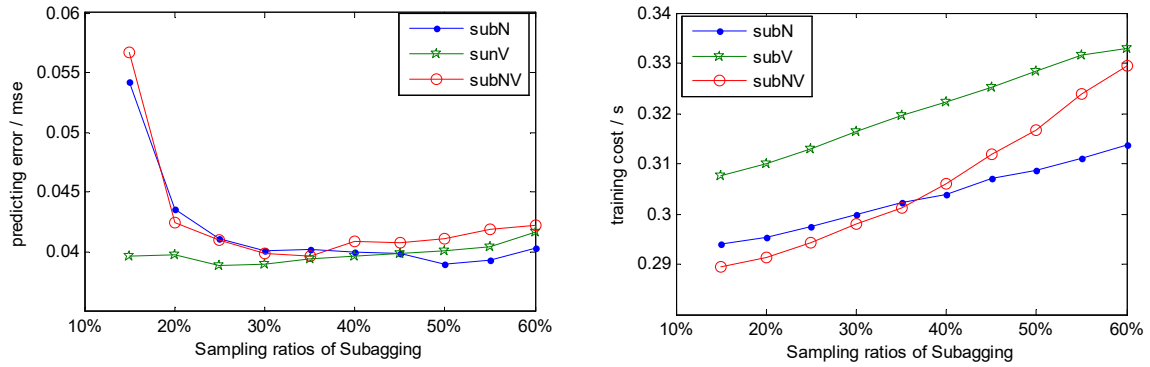 0.06
0.055
0.05
0.045
0.04
10%
20%
30%
40%
50%
60%
predicting error / mse
Sampling ratios of Subagging
subN
sunV
subNV
0.34
0.33
0.32
0.31
0.3
0.29
10%
20%
30%
40%
50%
60%
training cost / s
Sampling ratios of Subagging
subN
subV
subNV